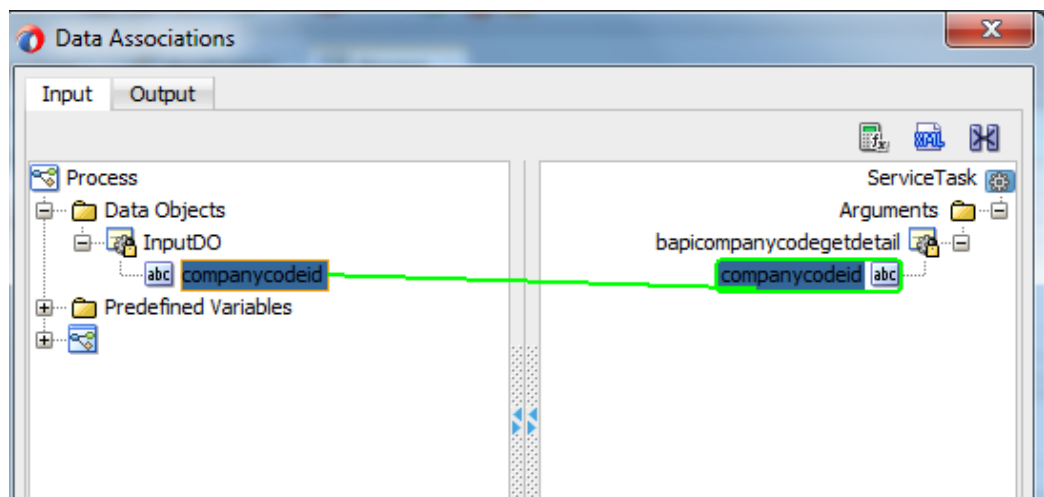 Data Associations
Input Output
Process
Data Objects
InputDO
abc companycodeid
Predefined Variables
ServiceTask
Arguments
bapicompanycodegetdetail
companycodeid abc